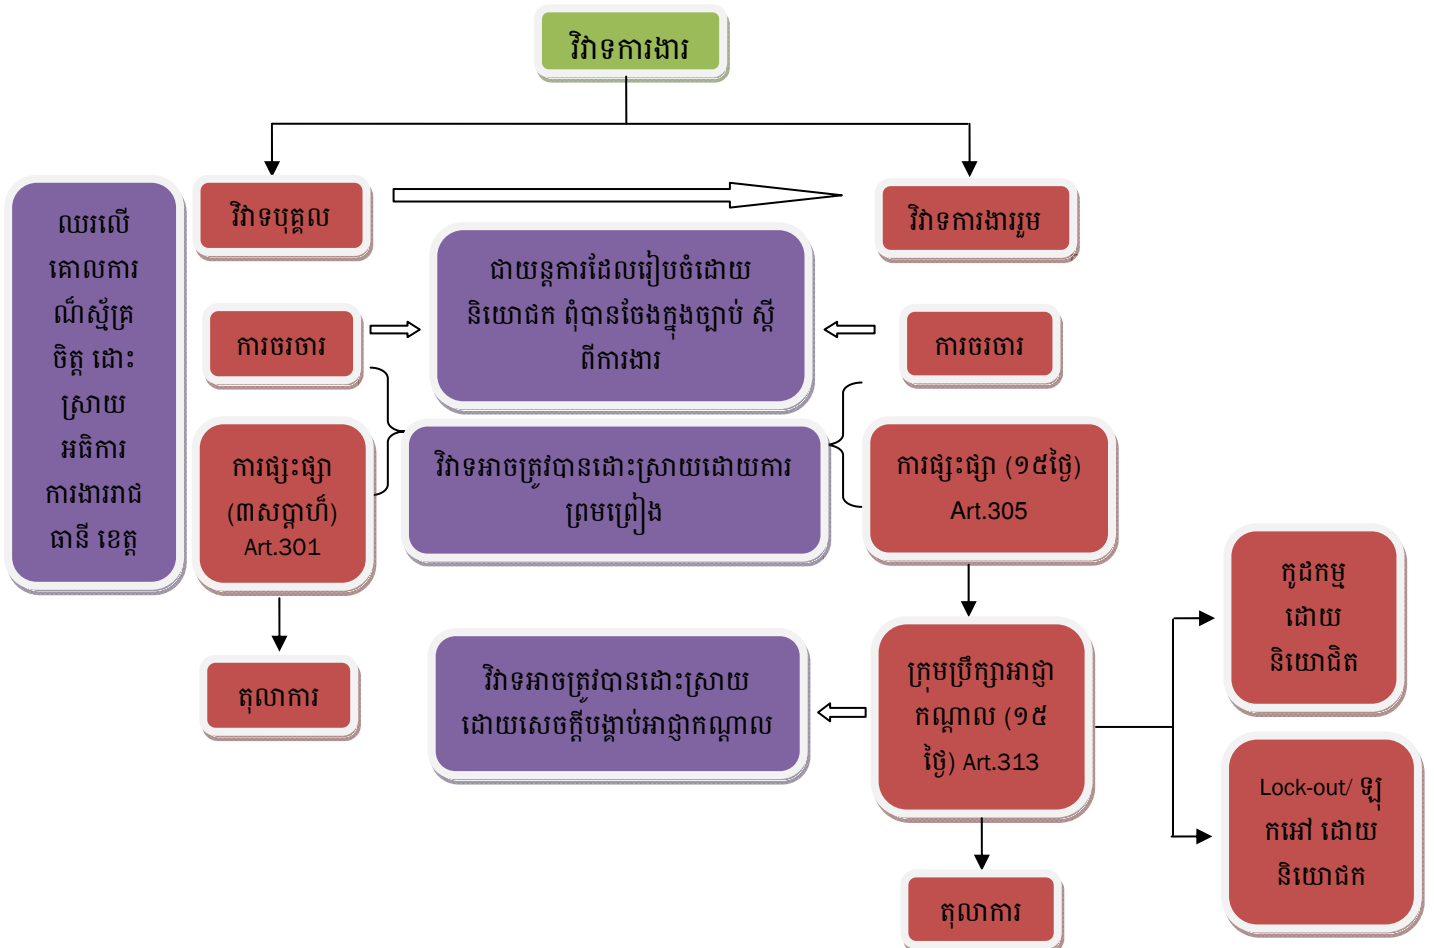 វិវាទការងារ
វិវាទបុគ្គល
វិវាទការងាររួម
ឈរលើ
គោលការ
ណ៏ស្ម័គ្រ
ចិត្ត ដោះ
ស្រាយ
អធិការ
ការងាររាជ
ធានី ខេត្ត
ជាយន្តការដែលរៀបចំដោយ
និយោជក ពុំបានចែងក្នុងច្បាប់ ស្តី
ពីការងារ
ការចរចារ
ការចរចារ
ការផ្សះផ្សា
(៣សប្តាហ៏)
Art.301
វិវាទអាចត្រូវបានដោះស្រាយដោយការ
ព្រមព្រៀង
ការផ្សះផ្សា (១៥ថ្ងៃ)
Art.305
តុលាការ
វិវាទអាចត្រូវបានដោះស្រាយ
ដោយសេចក្តីបង្គាប់អាជ្ញាកណ្តាល
ក្រុមប្រឹក្សាអាជ្ញា
កណ្តាល (១៥
ថ្ងៃ) Art.313
កូដកម្ម
ដោយ
និយោជិត
Lock-out/ ឡុ
កអៅ ដោយ
និយោជក
តុលាការ